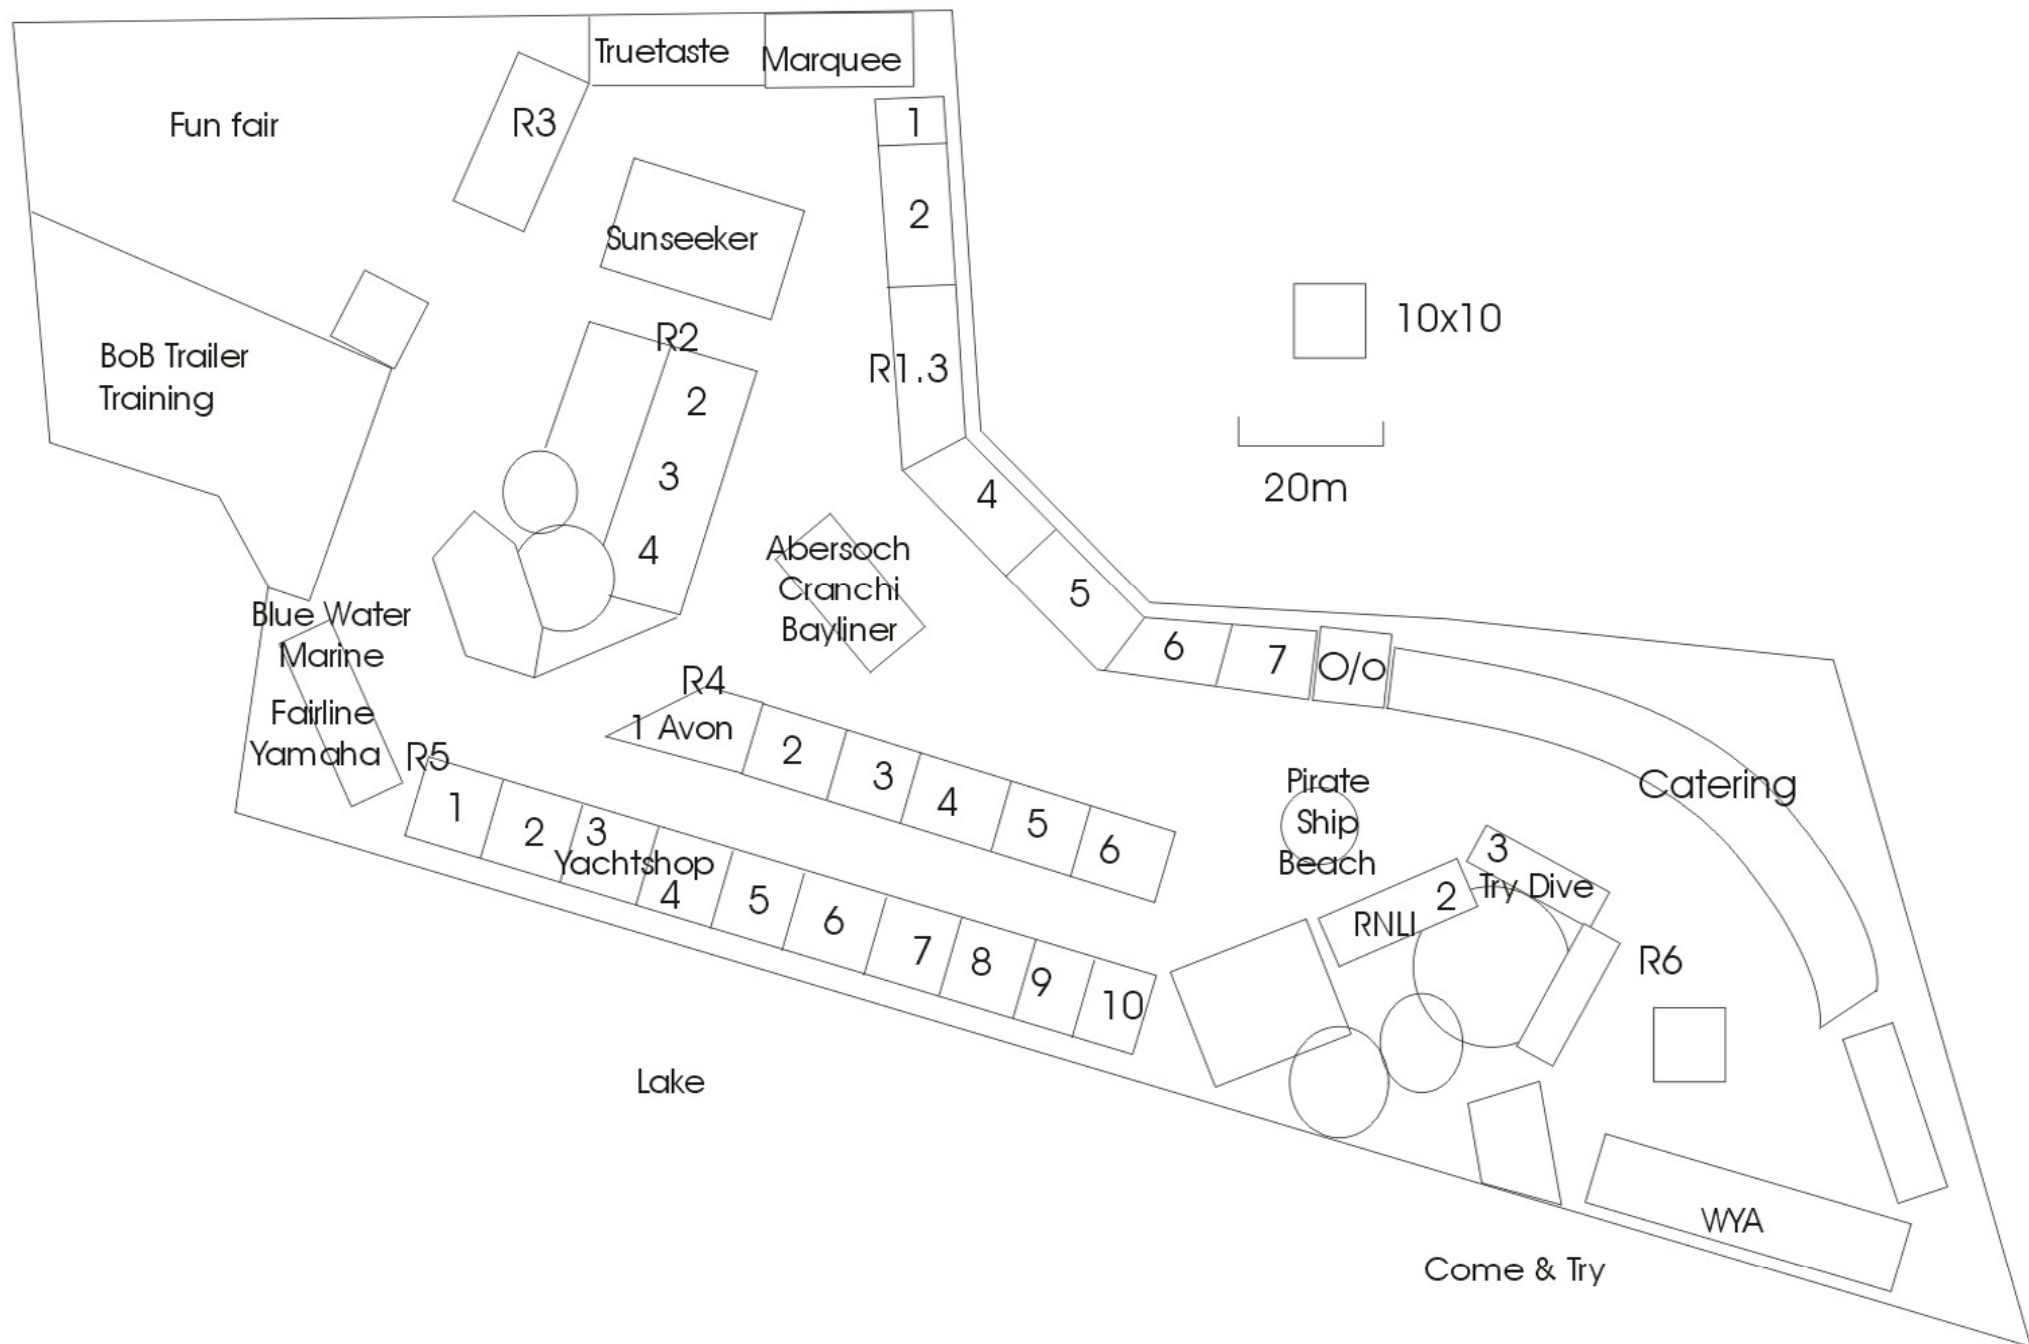 Truetaste
Marquee
Fun fair
R3
1
2
Sunseeker
10x10
R2
BoB Trailer
Training
R1.3
2
3
4
20m
4
5
Abersoch
Cranchi
Bayliner
Blue Water
Marine
Fairline
Yamaha
6
7
O/o
R4
1 Avon
2
3
4
5
6
R5
1
2
3
Yachtshop
4
5
6
7
8
9
10
Pirate
Ship
Beach
Catering
3
Try Dive
2
RNLI
R6
Lake
WYA
Come & Try